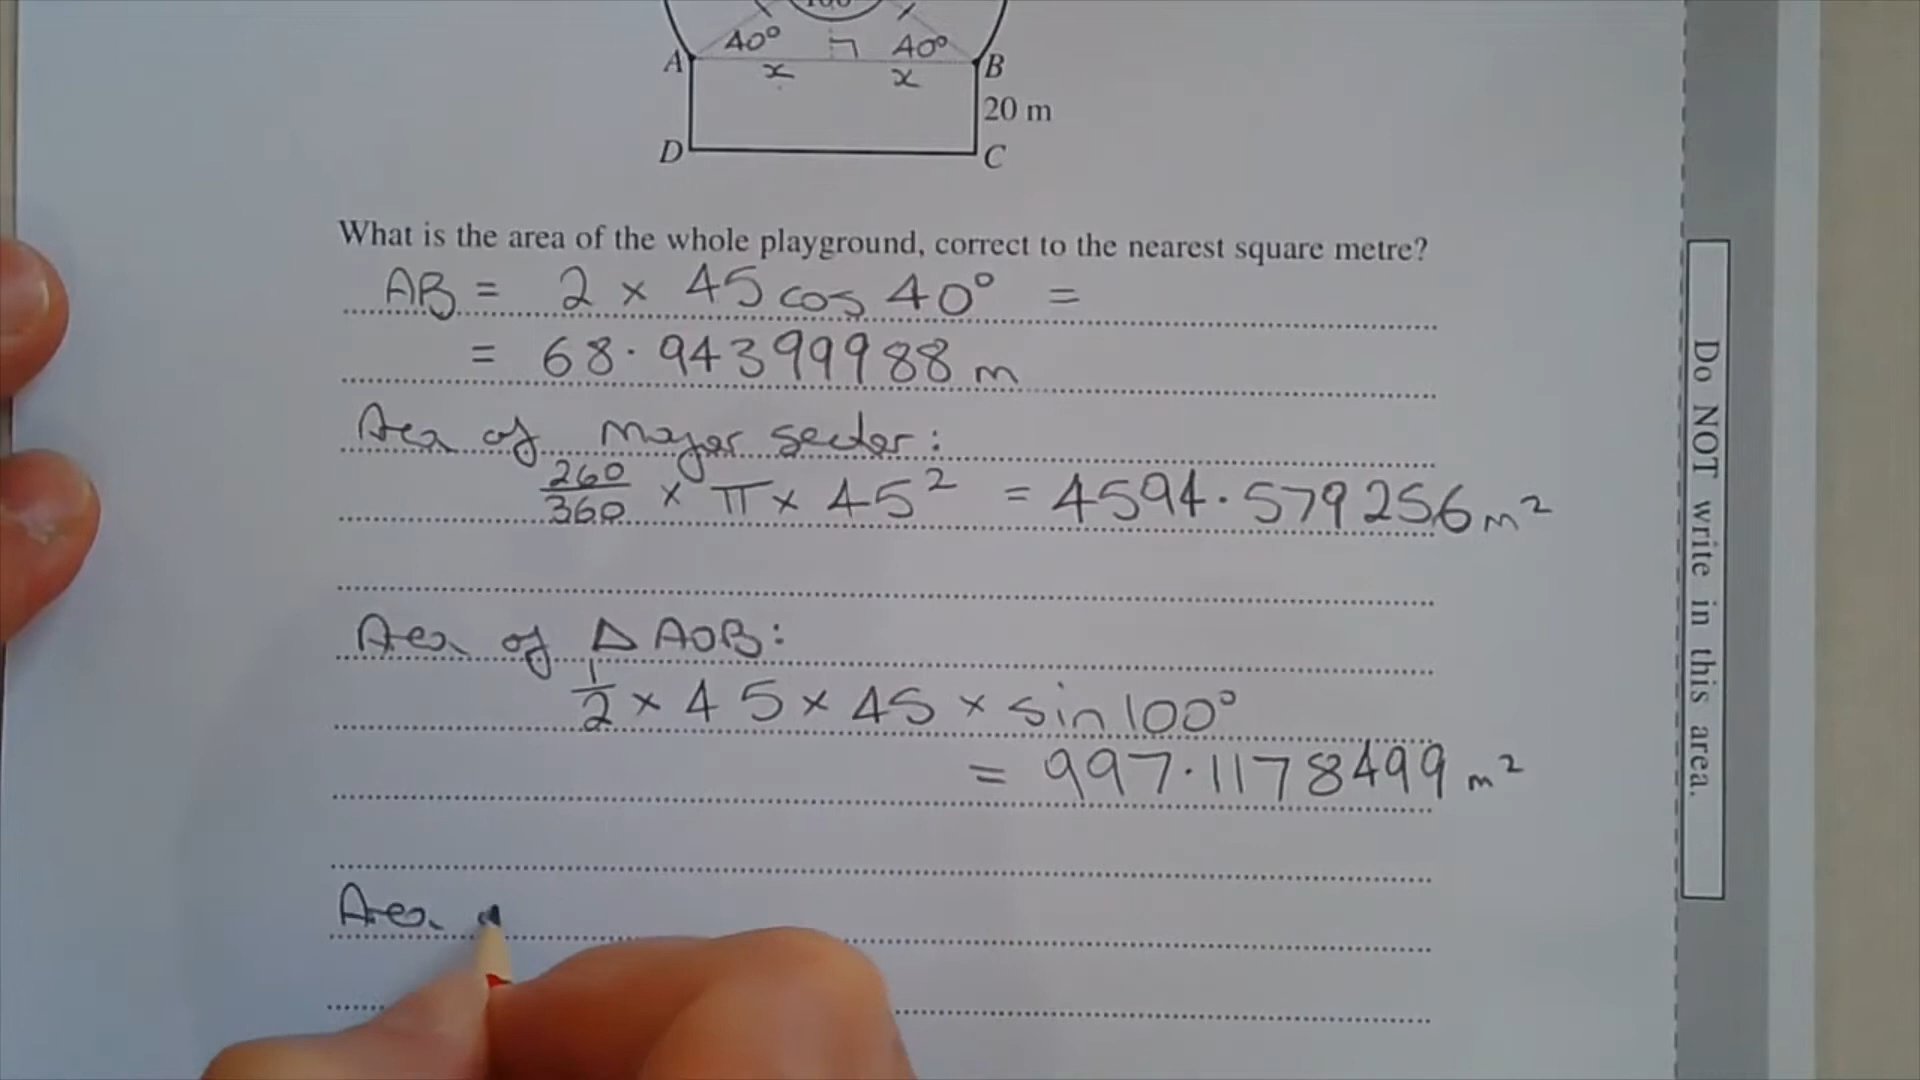 100°
40° 40°
A x x B
20 m
D C
What is the area of the whole playground, correct to the nearest square metre?
AB = 2 × 45 cos 40° =
= 68.94399988 m
Area of major sector:
260/360 × π × 45² = 4594.579256 m²
Area of △ AOB:
1/2 × 45 × 45 × sin 100°
= 997.1178499 m²
Area
Do NOT write in this area.